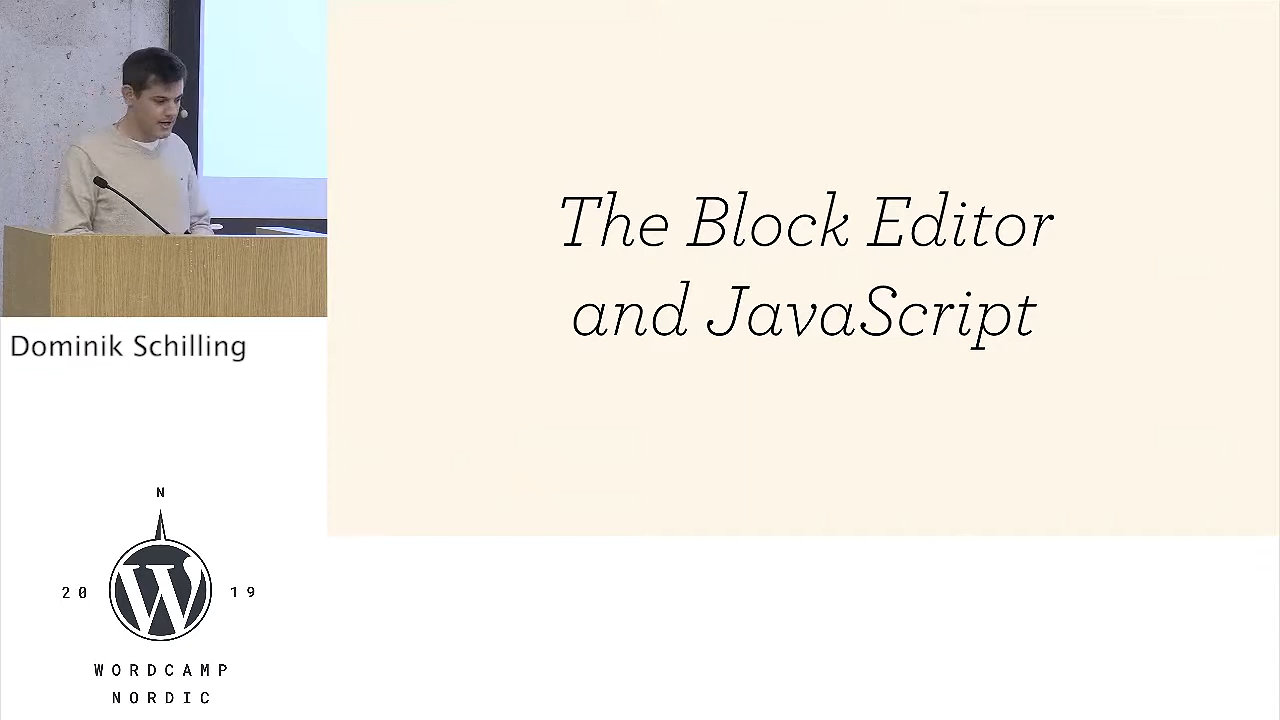 The Block Editor
and JavaScript
Dominik Schilling
N
20 19
WORDCAMP
NORDIC